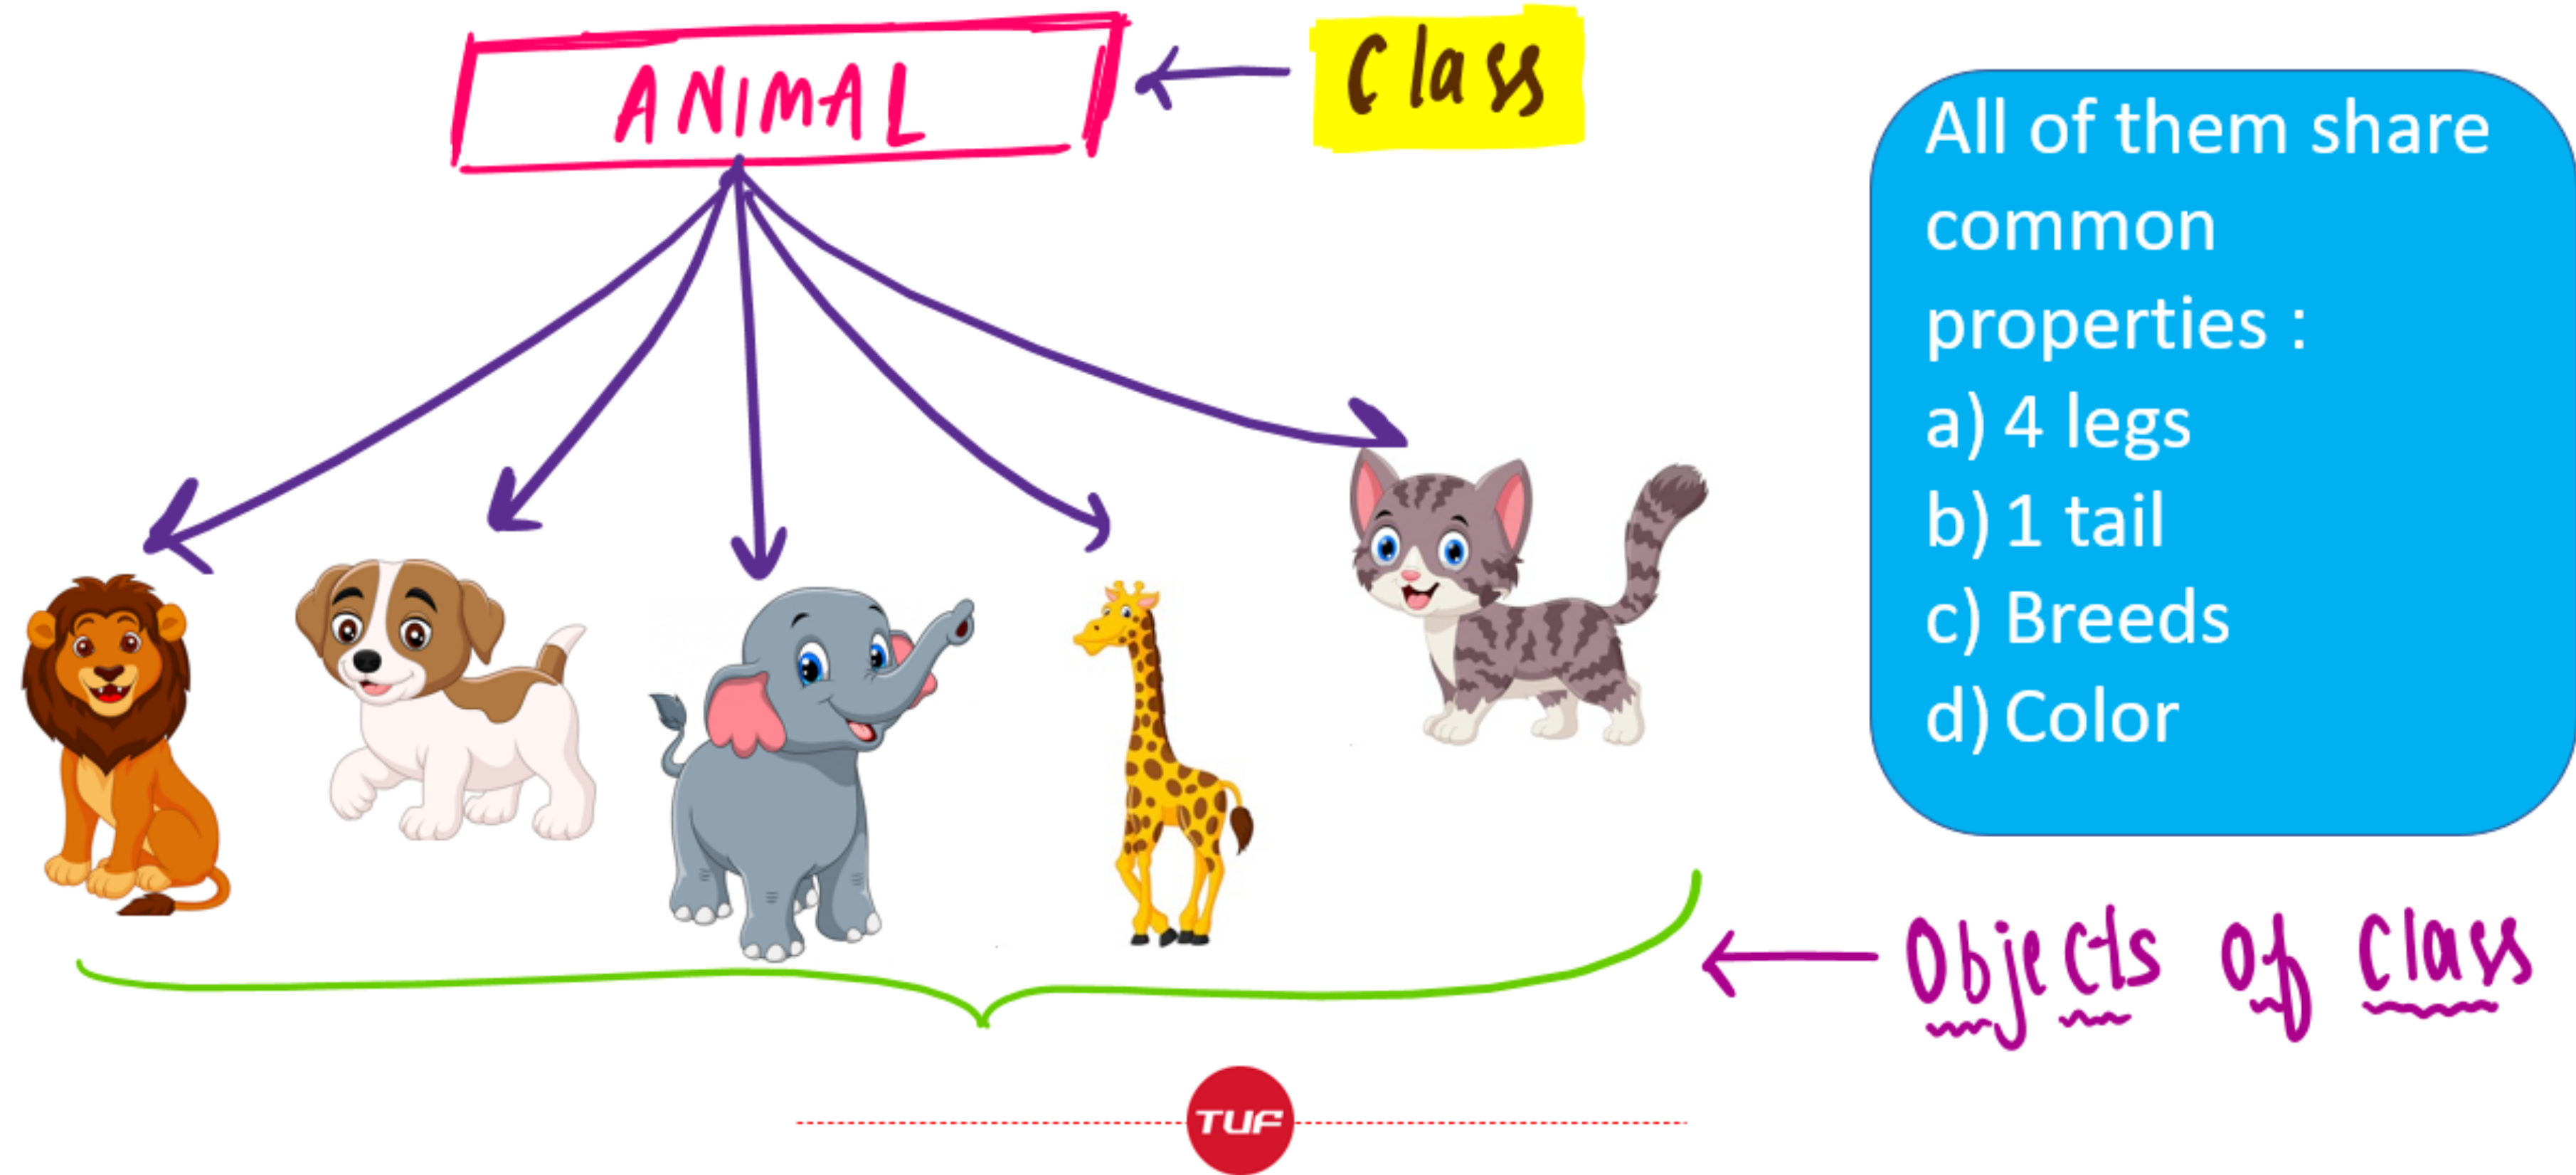 ANIMAL
Class
All of them share
common
properties :
a) 4 legs
b) 1 tail
c) Breeds
d) Color
Objects of Class
TUF